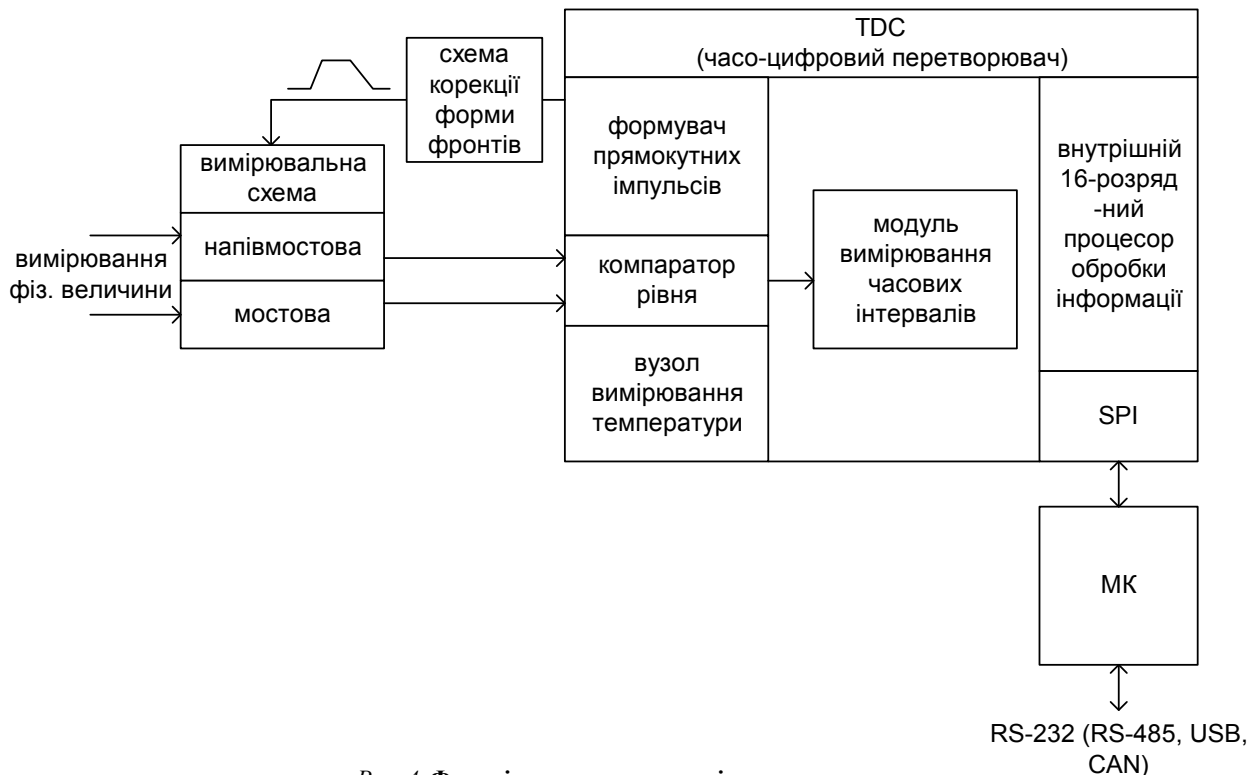 TDC
(часо-цифровий перетворювач)
схема
корекції
форми
фронтів
формувач
прямокутних
імпульсів
внутрішній
16-розряд
-ний
процесор
обробки
інформації
вимірювальна
схема
напівмостова
мостова
вимірювання
фіз. величини
компаратор
рівня
модуль
вимірювання
часових
інтервалів
вузол
вимірювання
температури
SPI
МК
RS-232 (RS-485, USB,
CAN)